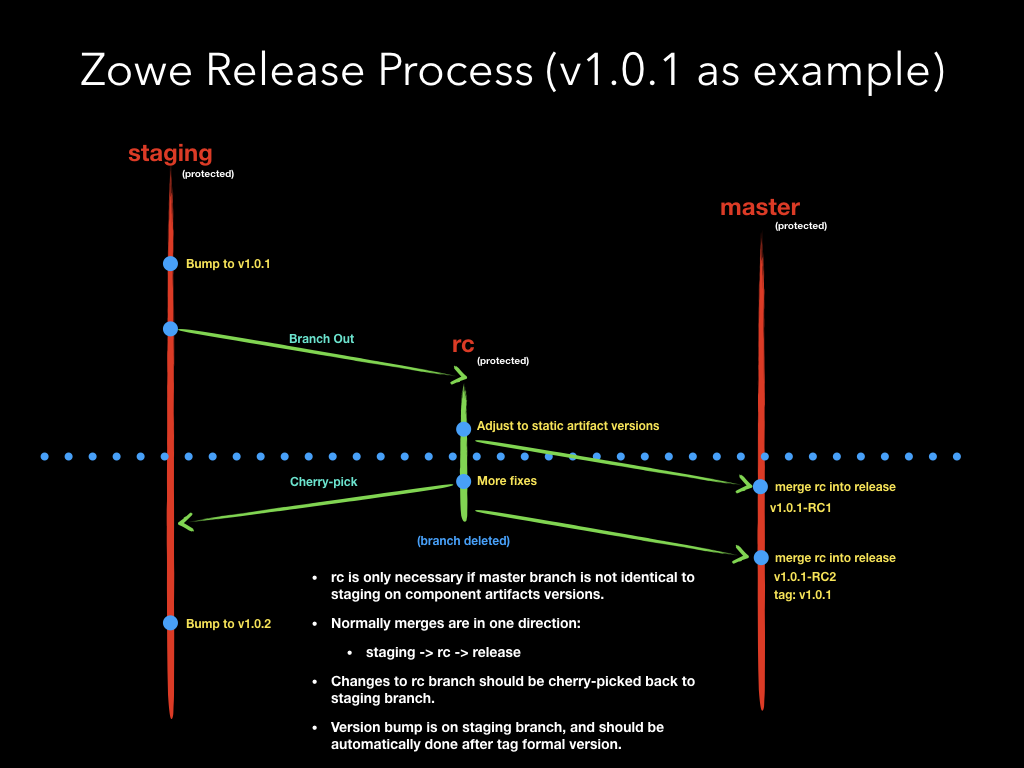 Zowe Release Process (v1.0.1 as example)
staging
(protected)
master
(protected)
Bump to v1.0.1
Branch Out
rc
(protected)
Adjust to static artifact versions
Cherry-pick
More fixes
merge rc into release
v1.0.1-RC1
(branch deleted)
merge rc into release
v1.0.1-RC2
tag: v1.0.1
Bump to v1.0.2
• rc is only necessary if master branch is not identical to
staging on component artifacts versions.
• Normally merges are in one direction:
• staging -> rc -> release
• Changes to rc branch should be cherry-picked back to
staging branch.
• Version bump is on staging branch, and should be
automatically done after tag formal version.